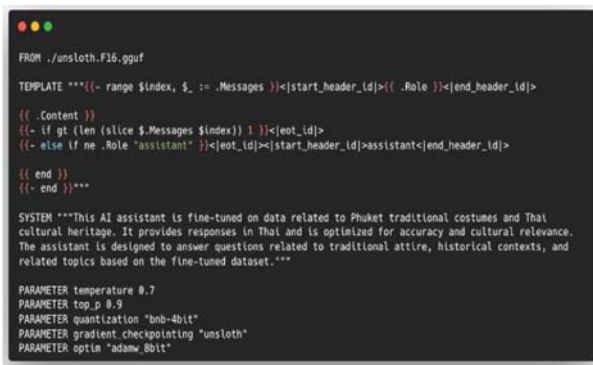 FROM ./unsloth.F16.gguf
TEMPLATE """{{- range $index, $_ := .Messages }}<|start_header_id|>{{ .Role }}<|end_header_id|>
{{ .Content }}
{{- if gt (len (slice $.Messages $index)) 1 }}<|eot_id|>
{{- else if ne .Role "assistant" }}<|eot_id|><|start_header_id|>assistant<|end_header_id|>
{{ end }}
{{- end }}"""
SYSTEM """This AI assistant is fine-tuned on data related to Phuket traditional costumes and Thai
cultural heritage. It provides responses in Thai and is optimized for accuracy and cultural relevance.
The assistant is designed to answer questions related to traditional attire, historical contexts, and
related topics based on the fine-tuned dataset."""
PARAMETER temperature 0.7
PARAMETER top_p 0.9
PARAMETER quantization "bnb-4bit"
PARAMETER gradient_checkpointing "unsloth"
PARAMETER optim "adamw_8bit"